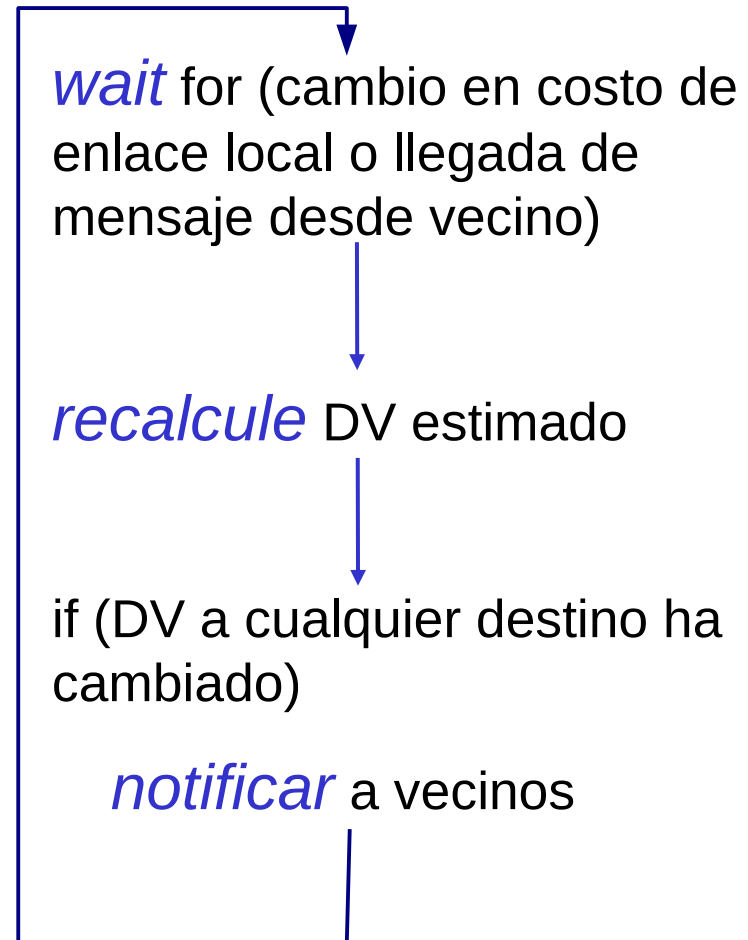 wait for (cambio en costo de
enlace local o llegada de
mensaje desde vecino)
recalcule DV estimado
if (DV a cualquier destino ha
cambiado)
notificar a vecinos